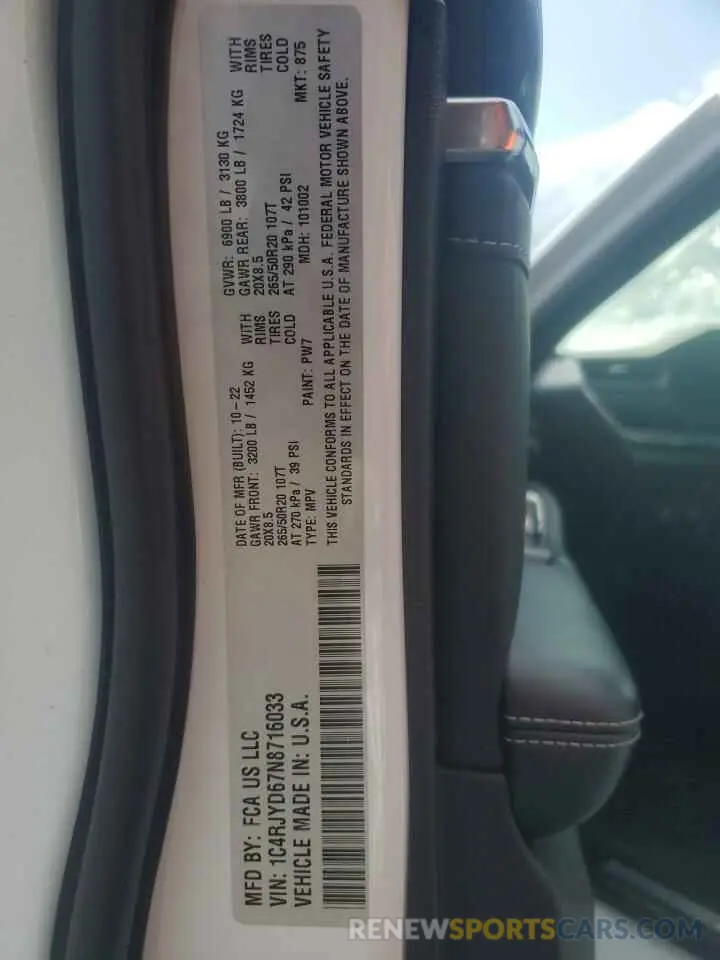 MFD BY: FCA US LLC
VIN: 1C4RJYD67N8716033
VEHICLE MADE IN: U.S.A.
DATE OF MFR (BUILT): 10-22
GVWR: 6900 LB / 3130 KG
GAWR FRONT: 3200 LB / 1452 KG WITH
GAWR REAR: 3800 LB / 1724 KG WITH
20X8.5 RIMS
20X8.5 RIMS
265/50R20 107T TIRES
265/50R20 107T TIRES
AT 270 kPa / 39 PSI COLD
AT 290 kPa / 42 PSI COLD
TYPE: MPV PAINT: PW7 MDH: 101002 MKT: 875
THIS VEHICLE CONFORMS TO ALL APPLICABLE U.S.A. FEDERAL MOTOR VEHICLE SAFETY
STANDARDS IN EFFECT ON THE DATE OF MANUFACTURE SHOWN ABOVE.
RENEWSPORTSCARS.COM